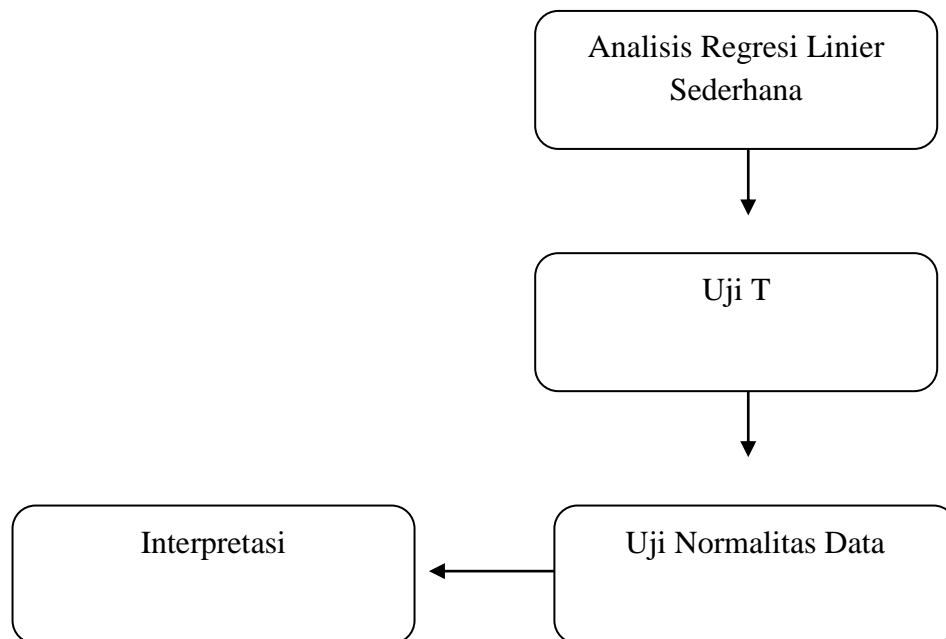 Analisis Regresi Linier
Sederhana
Uji T
Uji Normalitas Data
Interpretasi